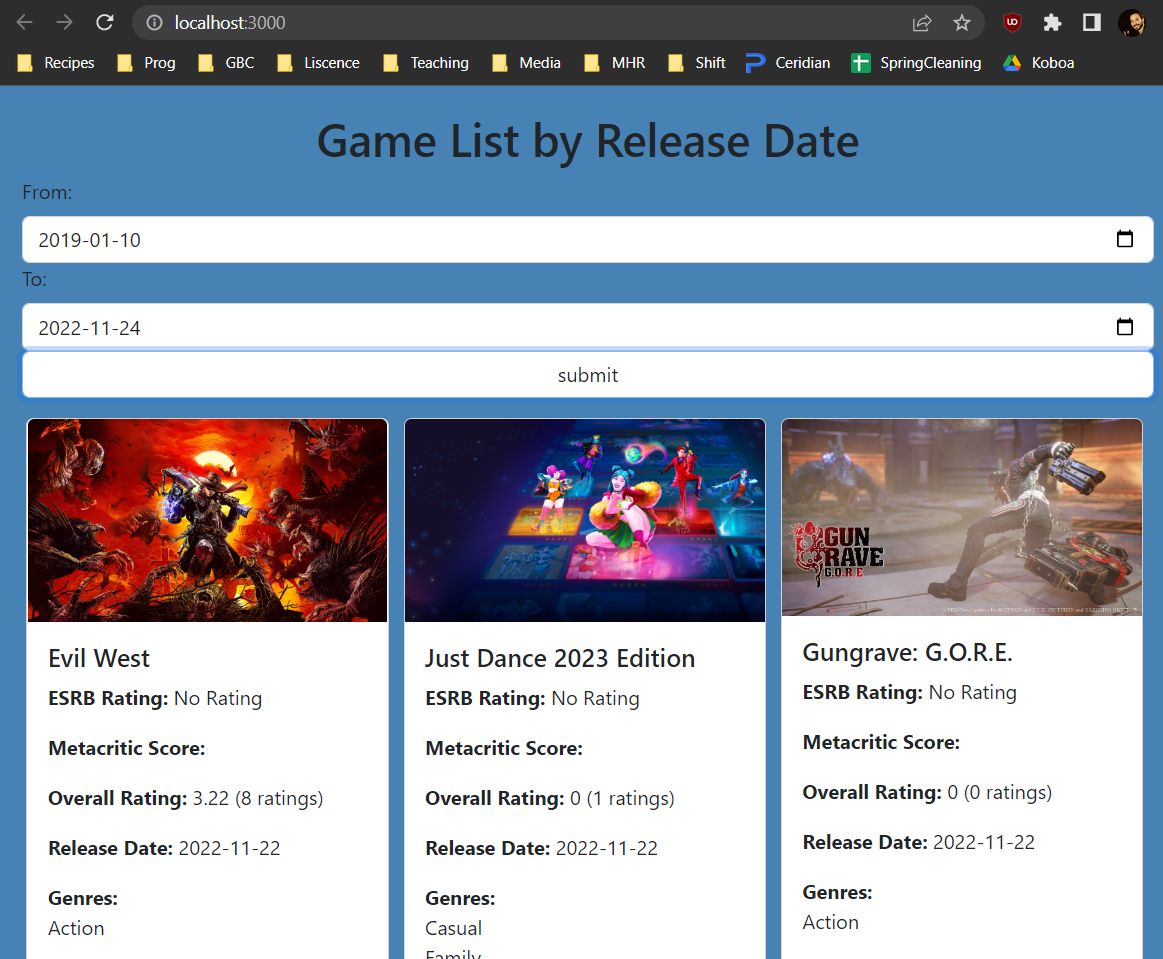 localhost:3000
Recipes Prog GBC Liscence Teaching Media MHR Shift Ceridian SpringCleaning Koboa
Game List by Release Date
From:
2019-01-10
To:
2022-11-24
submit
GUN
GRAVE
G.O.R.E
Evil West
ESRB Rating: No Rating
Metacritic Score:
Overall Rating: 3.22 (8 ratings)
Release Date: 2022-11-22
Genres:
Action
Just Dance 2023 Edition
ESRB Rating: No Rating
Metacritic Score:
Overall Rating: 0 (1 ratings)
Release Date: 2022-11-22
Genres:
Casual
Family
Gungrave: G.O.R.E.
ESRB Rating: No Rating
Metacritic Score:
Overall Rating: 0 (0 ratings)
Release Date: 2022-11-22
Genres:
Action